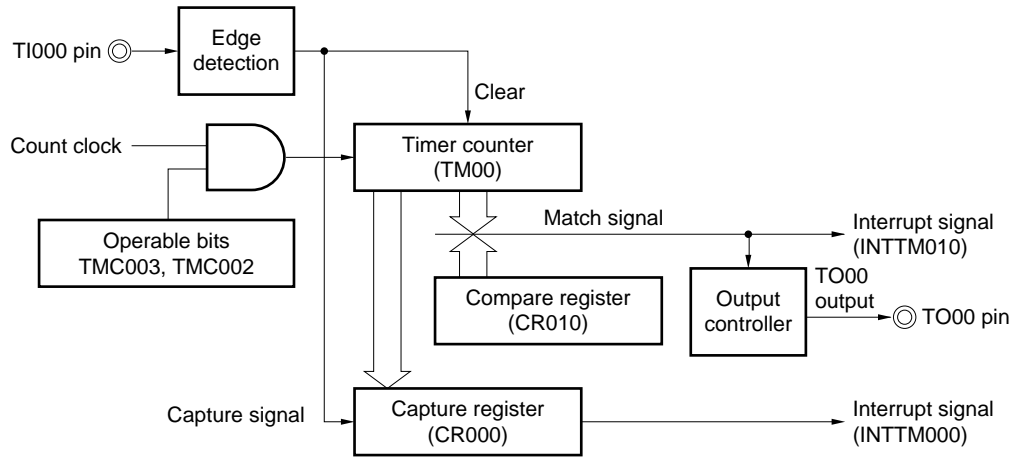 TI000 pin
Edge
detection
Clear
Count clock
Timer counter
(TM00)
Operable bits
TMC003, TMC002
Match signal
Interrupt signal
(INTTM010)
Compare register
(CR010)
Output
controller
TO00
output
TO00 pin
Capture signal
Capture register
(CR000)
Interrupt signal
(INTTM000)